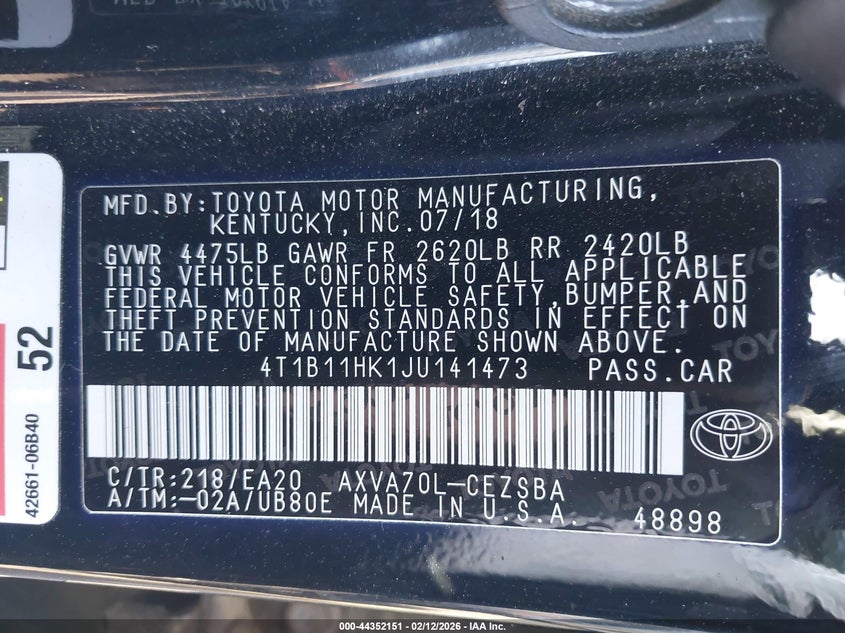 MFD.BY:TOYOTA MOTOR MANUFACTURING,
KENTUCKY,INC.07/18
GVWR 4475LB GAWR FR 2620LB RR 2420LB
THIS VEHICLE CONFORMS TO ALL APPLICABLE
FEDERAL MOTOR VEHICLE SAFETY,BUMPER,AND
THEFT PREVENTION STANDARDS IN EFFECT ON
THE DATE OF MANUFACTURE SHOWN ABOVE.
4T1B11HK1JU141473 PASS.CAR
C/TR:218/EA20 AXVA70L-CEZSBA
A/TM:-02A/UB80E MADE IN U.S.A. 48898
52
42661-06B40
TOYOTA
000-44352151 - 02/12/2026 - IAA Inc.